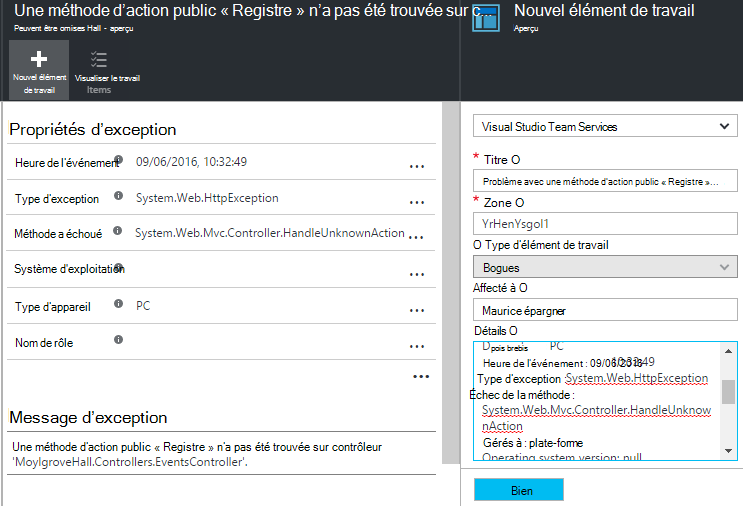 Une méthode d’action public « Registre » n’a pas été trouvée sur c...
Peuvent être omises Hall - aperçu
Nouvel élément
de travail
Visualiser le travail
Items
Propriétés d’exception
Heure de l’événement 09/06/2016, 10:32:49 ...
Type d’exception System.Web.HttpException ...
Méthode a échoué System.Web.Mvc.Controller.HandleUnknownAction ...
Système d’exploitation ...
Type d’appareil PC ...
Nom de rôle ...
...
Message d’exception
Une méthode d’action public « Registre » n’a pas été trouvée sur contrôleur
'MoylgroveHall.Controllers.EventsController'.
Nouvel élément de travail
Aperçu
Visual Studio Team Services
* Titre O
Problème avec une méthode d’action public « Registre »...
* Zone O
YrHenYsgol1
O Type d’élément de travail
Bogues
Affecté à O
Maurice épargner
Détails O
pois brebis PC
Heure de l’événement : 09/06/2016 10:33:49
Type d’exception :System.Web.HttpException
Échec de la méthode :
System.Web.Mvc.Controller.HandleUnknow
nAction
Gérés à : plate-forme
Operating system version: null
Bien